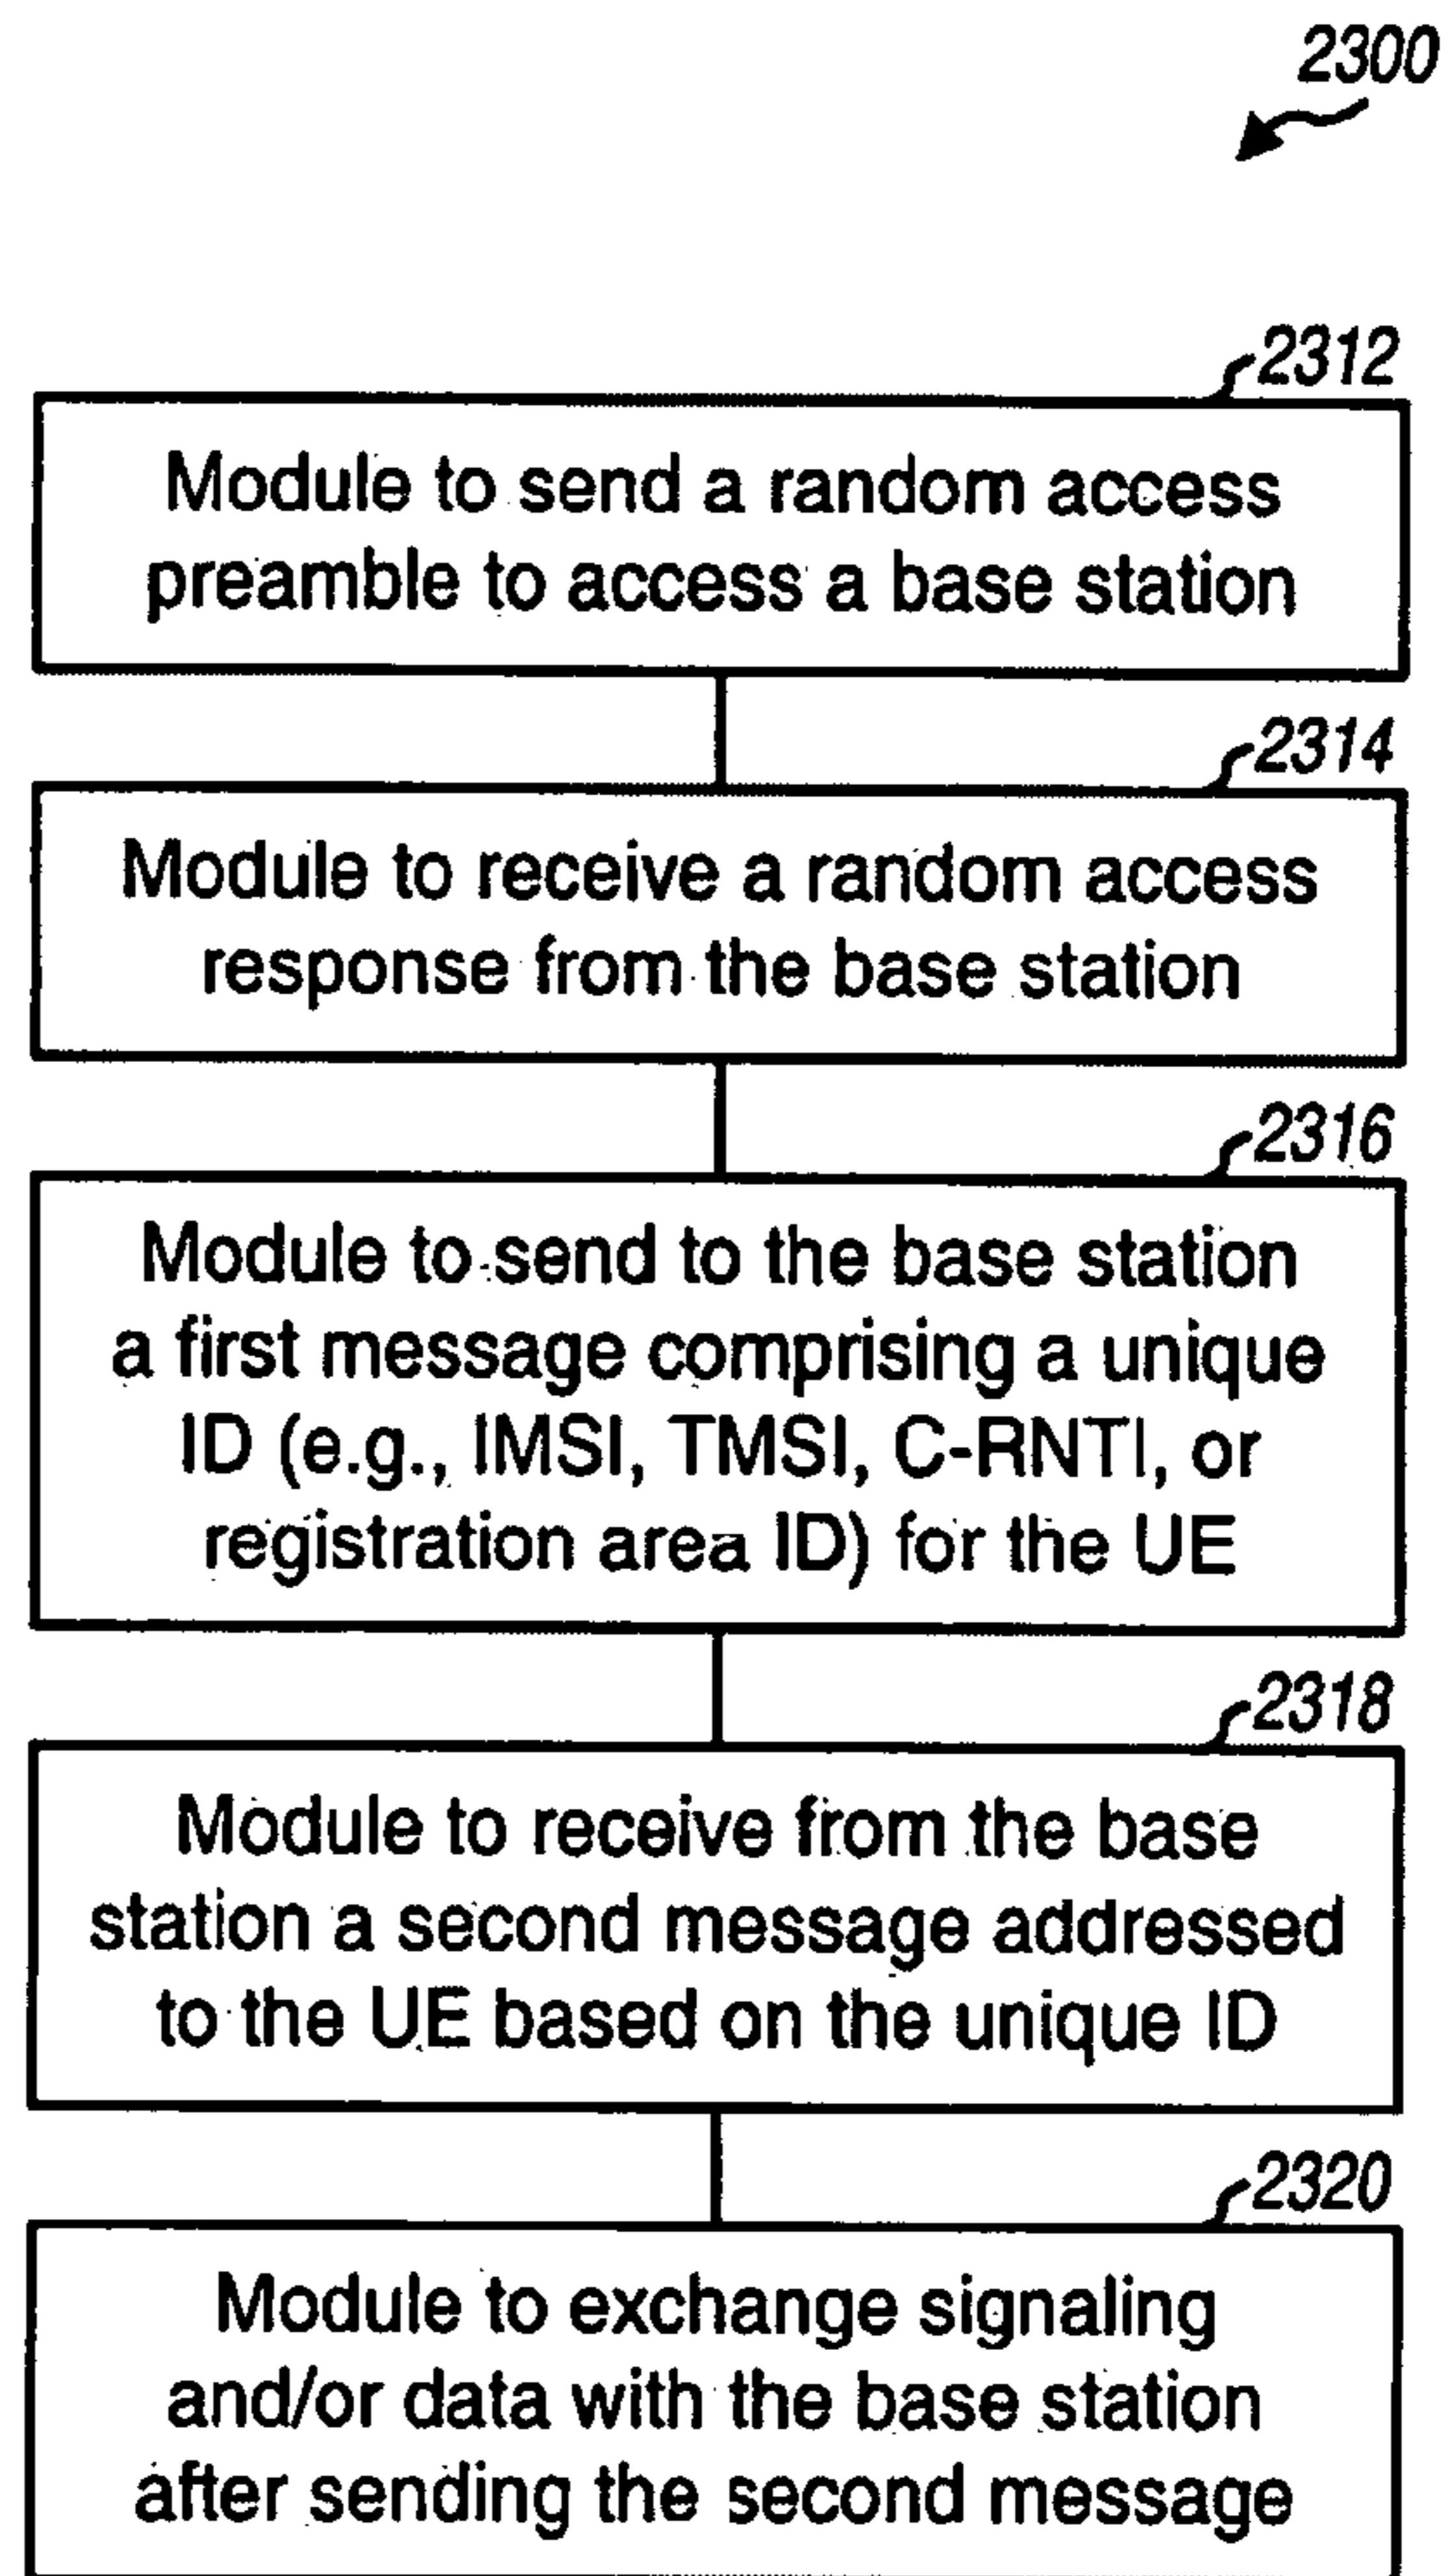 2300
2312
Module to send a random access
preamble to access a base station
2314
Module to receive a random access
response from the base station
2316
Module to send to the base station
a first message comprising a unique
ID (e.g., IMSI, TMSI, C-RNTI, or
registration area ID) for the UE
2318
Module to receive from the base
station a second message addressed
to the UE based on the unique ID
2320
Module to exchange signaling
and/or data with the base station
after sending the second message